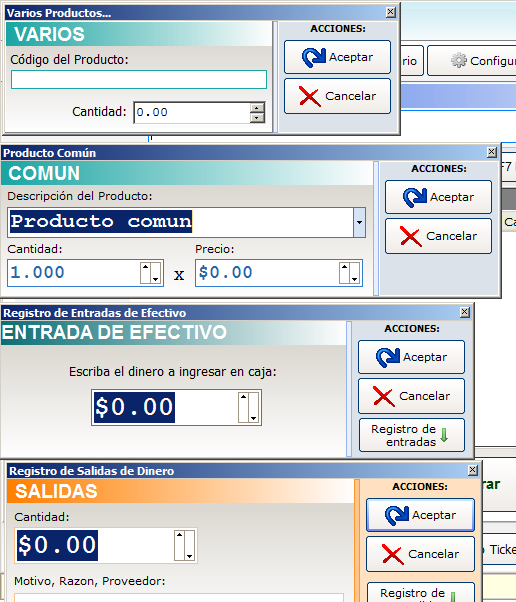 Varios Productos...
VARIOS
Código del Producto:
Cantidad: 0.00
ACCIONES:
Aceptar
Cancelar
rio
Configur
Producto Común
COMUN
Descripción del Producto:
Producto comun
Cantidad:
Precio:
1.000 x $0.00
ACCIONES:
Aceptar
Cancelar
F7
Ca
Registro de Entradas de Efectivo
ENTRADA DE EFECTIVO
Escriba el dinero a ingresar en caja:
$0.00
ACCIONES:
Aceptar
Cancelar
Registro de
entradas
Registro de Salidas de Dinero
SALIDAS
Cantidad:
$0.00
Motivo, Razon, Proveedor:
ACCIONES:
Aceptar
Cancelar
Registro de
rar
Ticke